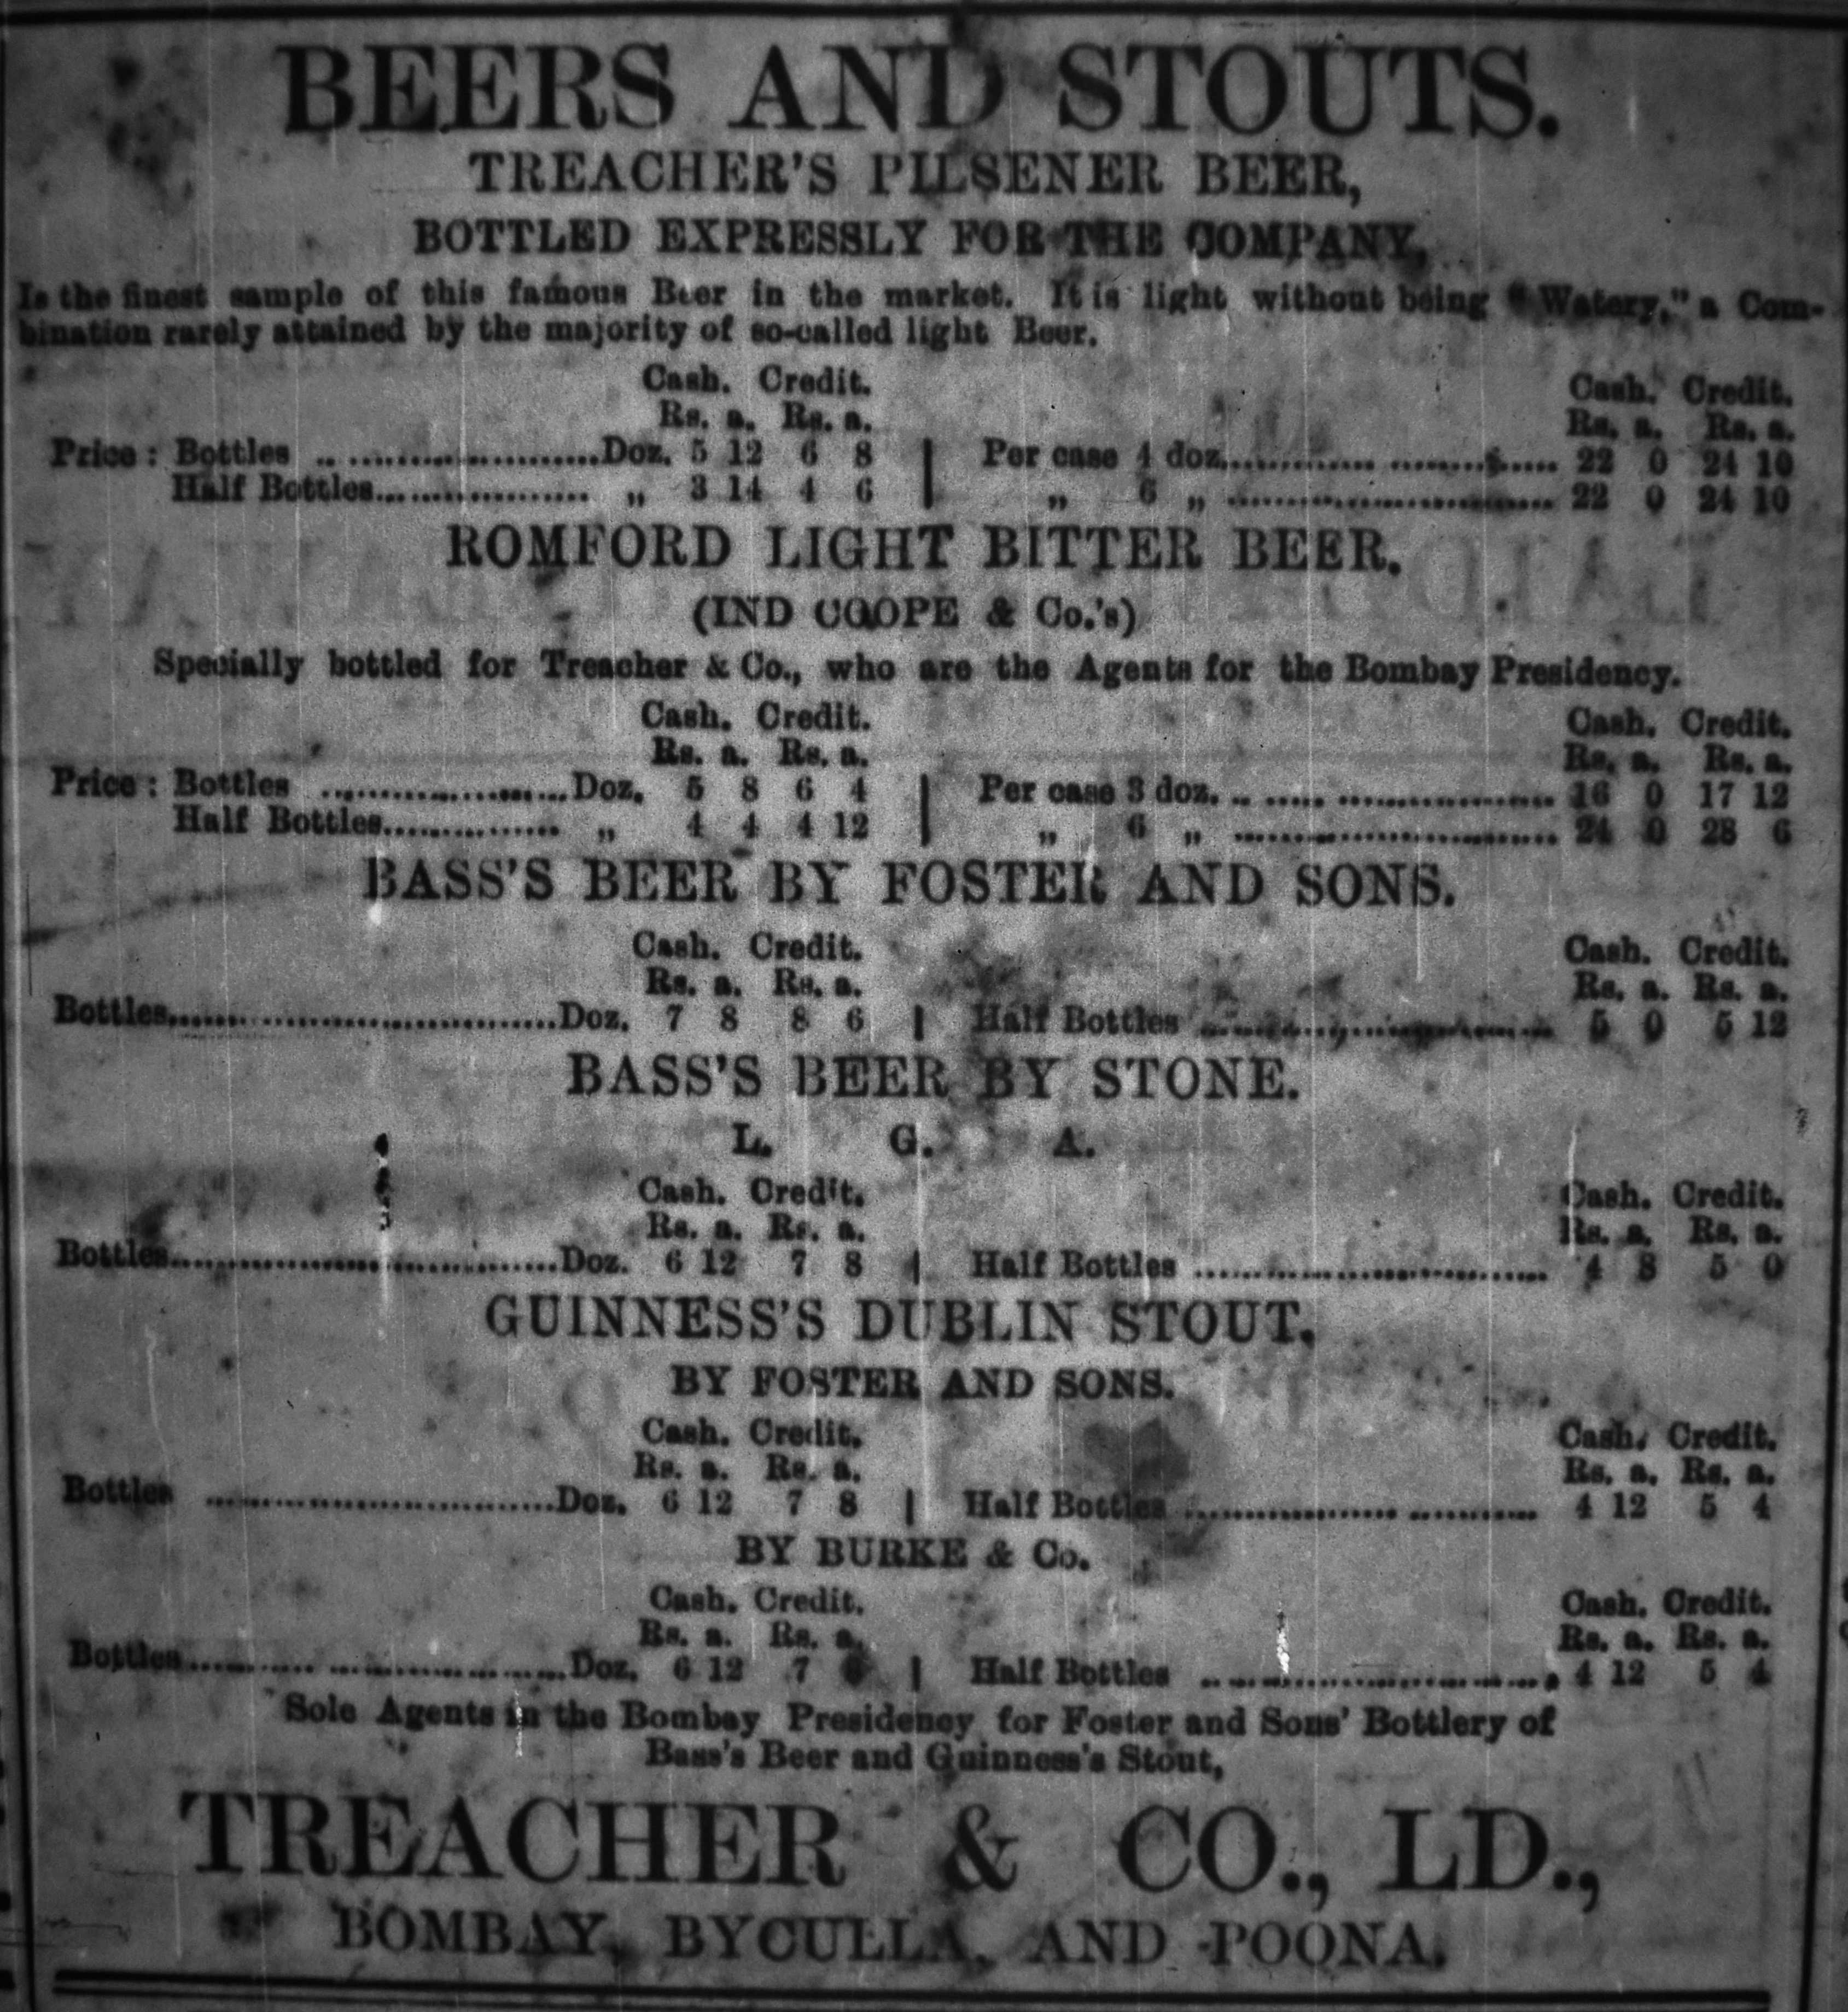 BEERS AND STOUTS.
TREACHER'S PILSENER BEER,
BOTTLED EXPRESSLY FOR THE COMPANY,
Is the finest sample of this famous Beer in the market. It is light without being "Watery," a Com-
bination rarely attained by the majority of so-called light Beer.
Cash. Credit. Cash. Credit.
Rs. a. Rs. a. Rs. a. Rs. a.
Price : Bottles ........................Doz. 5 12 6 8 | Per case 4 doz........................ 22 0 24 10
Half Bottles..................... „ 3 14 4 6 | „ 6 „ ........................ 22 0 24 10
ROMFORD LIGHT BITTER BEER.
(IND COOPE & Co.'s)
Specially bottled for Treacher & Co., who are the Agents for the Bombay Presidency.
Cash. Credit. Cash. Credit.
Rs. a. Rs. a. Rs. a. Rs. a.
Price : Bottles ........................Doz. 5 8 6 4 | Per case 3 doz. ........................ 16 0 17 12
Half Bottles.................. „ 4 4 4 12 | „ 6 „ ........................ 24 0 28 6
BASS'S BEER BY FOSTER AND SONS.
Cash. Credit. Cash. Credit.
Rs. a. Rs. a. Rs. a. Rs. a.
Bottles.................................Doz. 7 8 8 6 | Half Bottles ........................ 5 0 5 12
BASS'S BEER BY STONE.
L. G. A.
Cash. Credit. Cash. Credit.
Rs. a. Rs. a. Rs. a. Rs. a.
Bottles.................................Doz. 6 12 7 8 | Half Bottles ........................ 4 8 5 0
GUINNESS'S DUBLIN STOUT,
BY FOSTER AND SONS.
Cash. Credit. Cash. Credit.
Rs. a. Rs. a. Rs. a. Rs. a.
Bottles ..............................Doz. 6 12 7 8 | Half Bottles ........................ 4 12 5 4
BY BURKE & Co.
Cash. Credit. Cash. Credit.
Rs. a. Rs. a. Rs. a. Rs. a.
Bottles..............................Doz. 6 12 7 | Half Bottles ........................ 4 12 5 4
Sole Agents in the Bombay Presidency for Foster and Sons' Bottlery of
Bass's Beer and Guinness's Stout,
TREACHER & CO., LD.,
BOMBAY, BYCULLA, AND POONA.